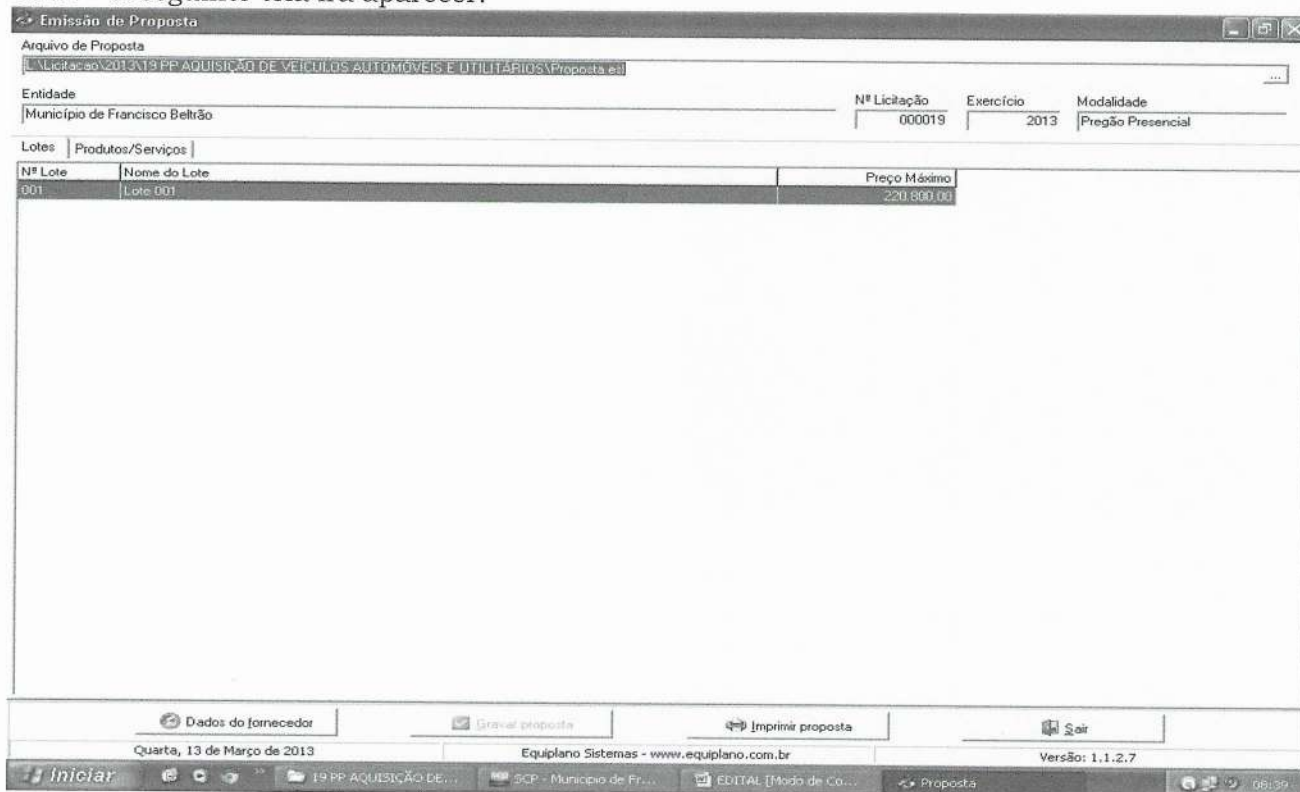 Emissão de Proposta
Arquivo de Proposta
L:\Licitacao\2013\19 PP AQUISIÇÃO DE VEÍCULOS AUTOMÓVEIS E UTILITÁRIOS\Proposta.esl
...
Entidade
Nº Licitação Exercício Modalidade
Município de Francisco Beltrão 000019 2013 Pregão Presencial
Lotes Produtos/Serviços
Nº Lote Nome do Lote Preço Máximo
001 Lote 001 220.800,00
Dados do fornecedor Gravar proposta Imprimir proposta Sair
Quarta, 13 de Março de 2013 Equiplano Sistemas - www.equiplano.com.br Versão: 1.1.2.7
Iniciar 19 PP AQUISIÇÃO DE... SCP - Municipio de Fr... EDITAL [Modo de Co... Proposta 08:39